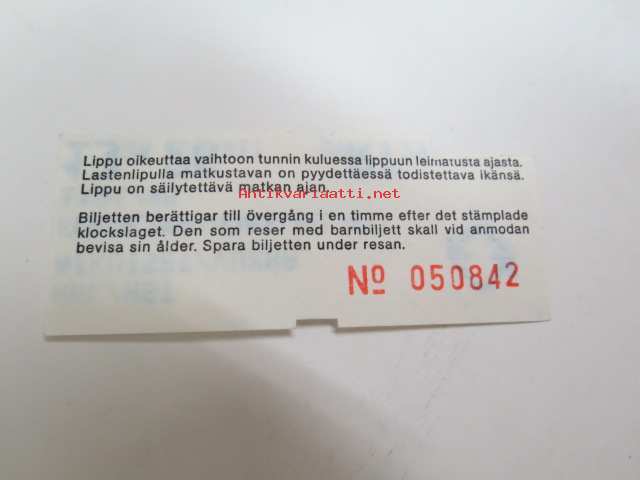 Lippu oikeuttaa vaihtoon tunnin kuluessa lippuun leimatusta ajasta.
Lastenlipulla matkustavan on pyydettäessä todistettava ikänsä.
Lippu on säilytettävä matkan ajan.
Antikvariaatti.net
Biljetten berättigar till övergång i en timme efter det stämplade
klockslaget. Den som reser med barnbiljett skall vid anmodan
bevisa sin ålder. Spara biljetten under resan.
Nº 050842